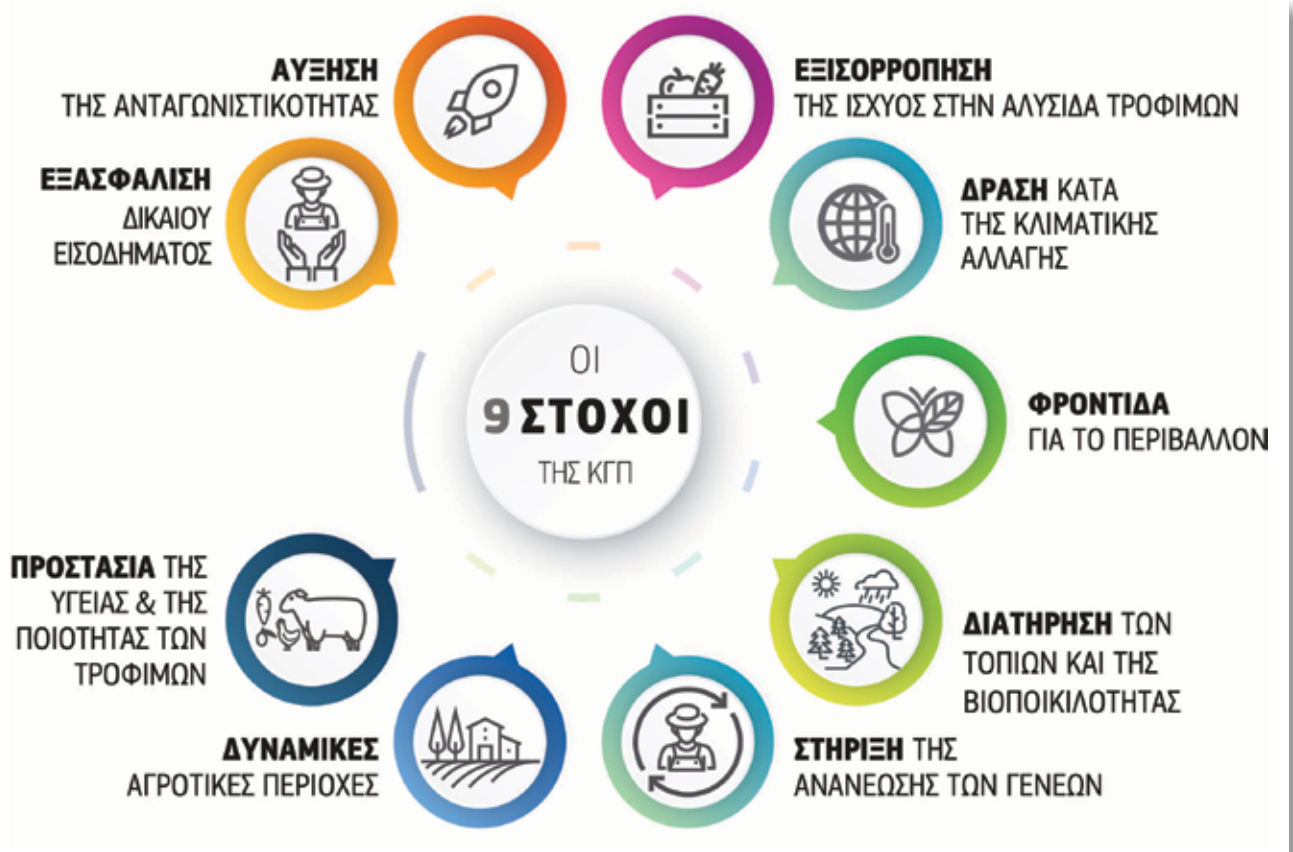 ΟΙ
9 ΣΤΟΧΟΙ
ΤΗΣ ΚΓΠ
ΕΞΑΣΦΑΛΙΣΗ
ΔΙΚΑΙΟΥ
ΕΙΣΟΔΗΜΑΤΟΣ
ΑΥΞΗΣΗ
ΤΗΣ ΑΝΤΑΓΩΝΙΣΤΙΚΟΤΗΤΑΣ
ΕΞΙΣΟΡΡΟΠΗΣΗ
ΤΗΣ ΙΣΧΥΟΣ ΣΤΗΝ ΑΛΥΣΙΔΑ ΤΡΟΦΙΜΩΝ
ΔΡΑΣΗ ΚΑΤΑ
ΤΗΣ ΚΛΙΜΑΤΙΚΗΣ
ΑΛΛΑΓΗΣ
ΦΡΟΝΤΙΔΑ
ΓΙΑ ΤΟ ΠΕΡΙΒΑΛΛΟΝ
ΔΙΑΤΗΡΗΣΗ ΤΩΝ
ΤΟΠΙΩΝ ΚΑΙ ΤΗΣ
ΒΙΟΠΟΙΚΙΛΟΤΗΤΑΣ
ΣΤΗΡΙΞΗ ΤΗΣ
ΑΝΑΝΕΩΣΗΣ ΤΩΝ ΓΕΝΕΩΝ
ΔΥΝΑΜΙΚΕΣ
ΑΓΡΟΤΙΚΕΣ ΠΕΡΙΟΧΕΣ
ΠΡΟΣΤΑΣΙΑ ΤΗΣ
ΥΓΕΙΑΣ & ΤΗΣ
ΠΟΙΟΤΗΤΑΣ ΤΩΝ
ΤΡΟΦΙΜΩΝ